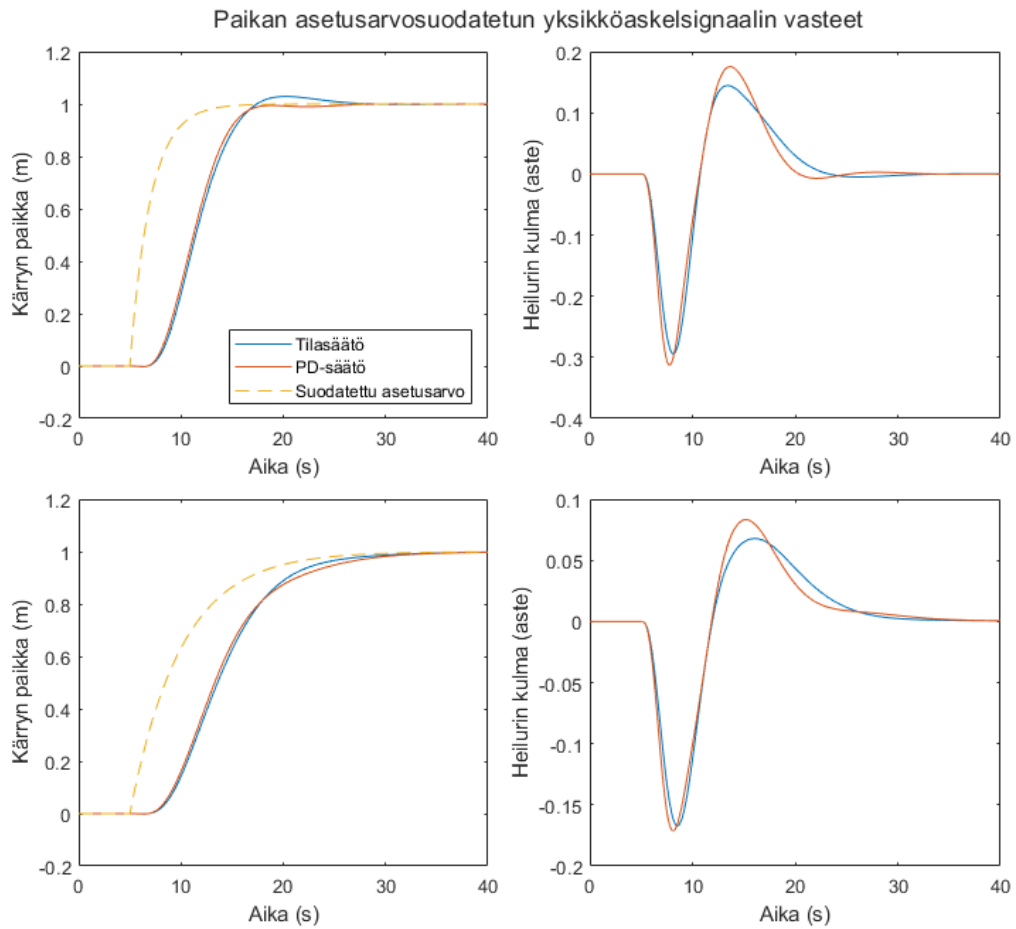 Paikan asetusarvosuodatetun yksikköaskelsignaalin vasteet
1.2
1
0.8
0.6
0.4
0.2
0
-0.2
Kärryn paikka (m)
Tilasäätö
PD-säätö
Suodatettu asetusarvo
0 10 20 30 40
Aika (s)
0.2
0.1
0
-0.1
-0.2
-0.3
-0.4
Heilurin kulma (aste)
0 10 20 30 40
Aika (s)
1.2
1
0.8
0.6
0.4
0.2
0
-0.2
Kärryn paikka (m)
0 10 20 30 40
Aika (s)
0.1
0.05
0
-0.05
-0.1
-0.15
-0.2
Heilurin kulma (aste)
0 10 20 30 40
Aika (s)